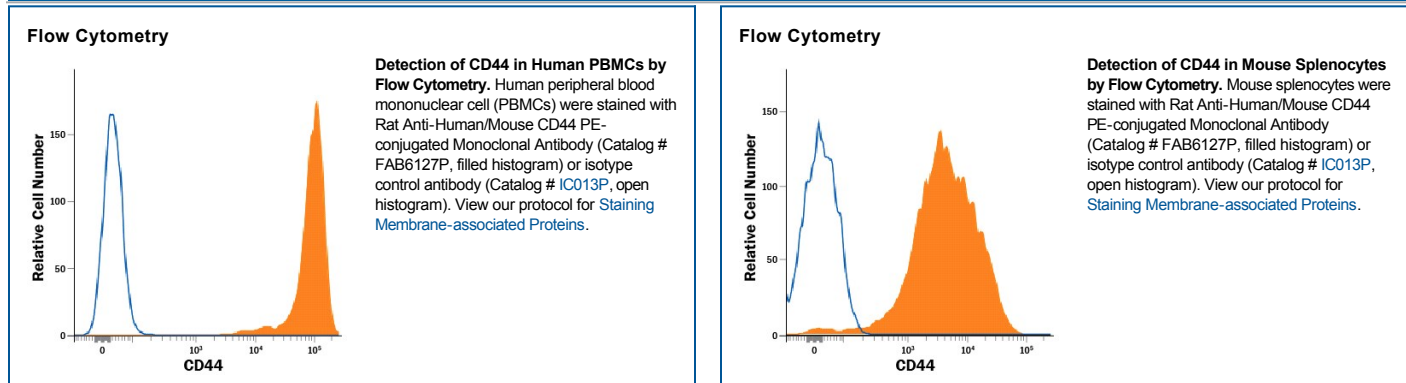 Flow Cytometry
Detection of CD44 in Human PBMCs by
Flow Cytometry. Human peripheral blood
mononuclear cell (PBMCs) were stained with
Rat Anti-Human/Mouse CD44 PE-
conjugated Monoclonal Antibody (Catalog #
FAB6127P, filled histogram) or isotype
control antibody (Catalog # IC013P, open
histogram). View our protocol for Staining
Membrane-associated Proteins.
Relative Cell Number
150
100
50
0
0 10³ 10⁴ 10⁵
CD44
Flow Cytometry
Detection of CD44 in Mouse Splenocytes
by Flow Cytometry. Mouse splenocytes were
stained with Rat Anti-Human/Mouse CD44
PE-conjugated Monoclonal Antibody
(Catalog # FAB6127P, filled histogram) or
isotype control antibody (Catalog # IC013P,
open histogram). View our protocol for
Staining Membrane-associated Proteins.
Relative Cell Number
150
100
50
0
0 10³ 10⁴ 10⁵
CD44